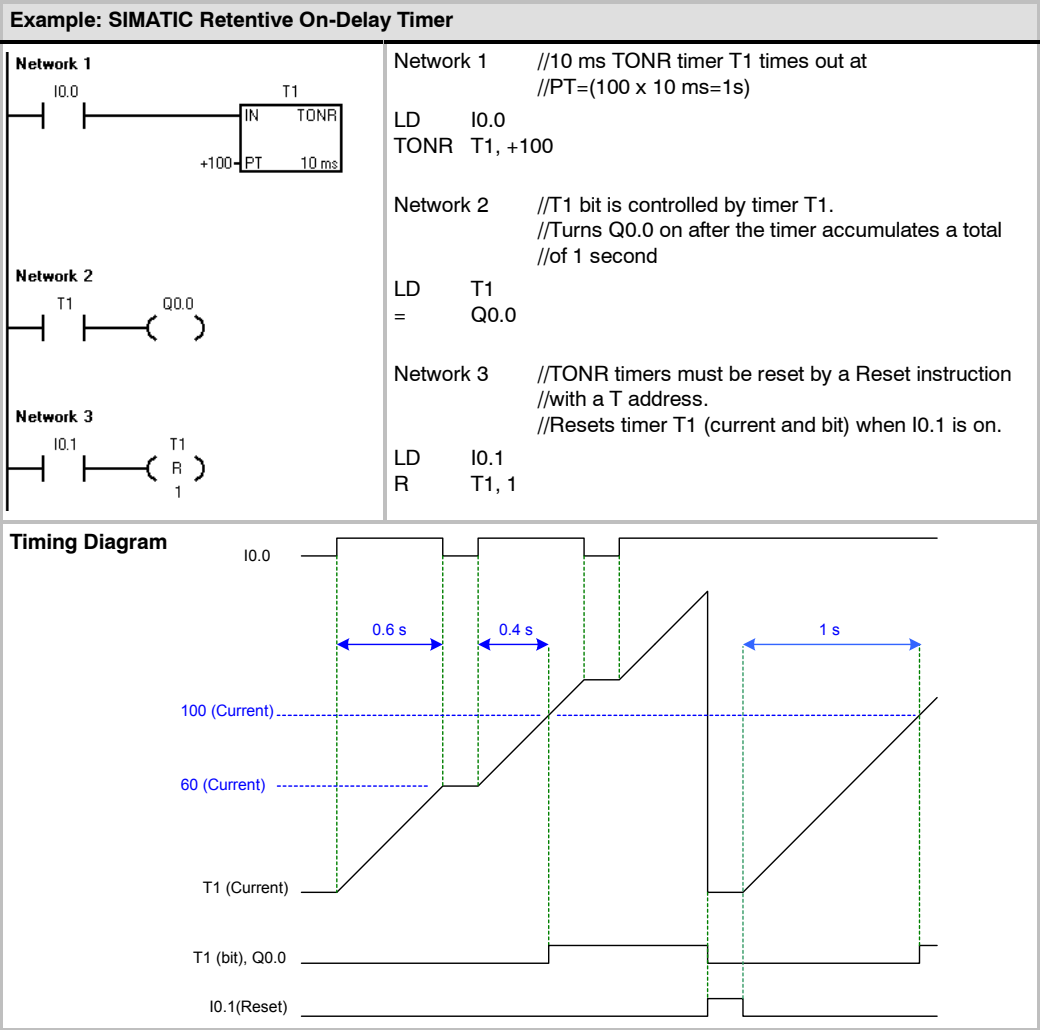 Example: SIMATIC Retentive On-Delay Timer
Network 1
I0.0
T1
IN TONR
+100 PT 10 ms
Network 2
T1 Q0.0
Network 3
I0.1 T1
R
1
Network 1 //10 ms TONR timer T1 times out at
//PT=(100 x 10 ms=1s)
LD I0.0
TONR T1, +100
Network 2 //T1 bit is controlled by timer T1.
//Turns Q0.0 on after the timer accumulates a total
//of 1 second
LD T1
= Q0.0
Network 3 //TONR timers must be reset by a Reset instruction
//with a T address.
//Resets timer T1 (current and bit) when I0.1 is on.
LD I0.1
R T1, 1
Timing Diagram
I0.0
0.6 s 0.4 s 1 s
100 (Current)
60 (Current)
T1 (Current)
T1 (bit), Q0.0
I0.1(Reset)